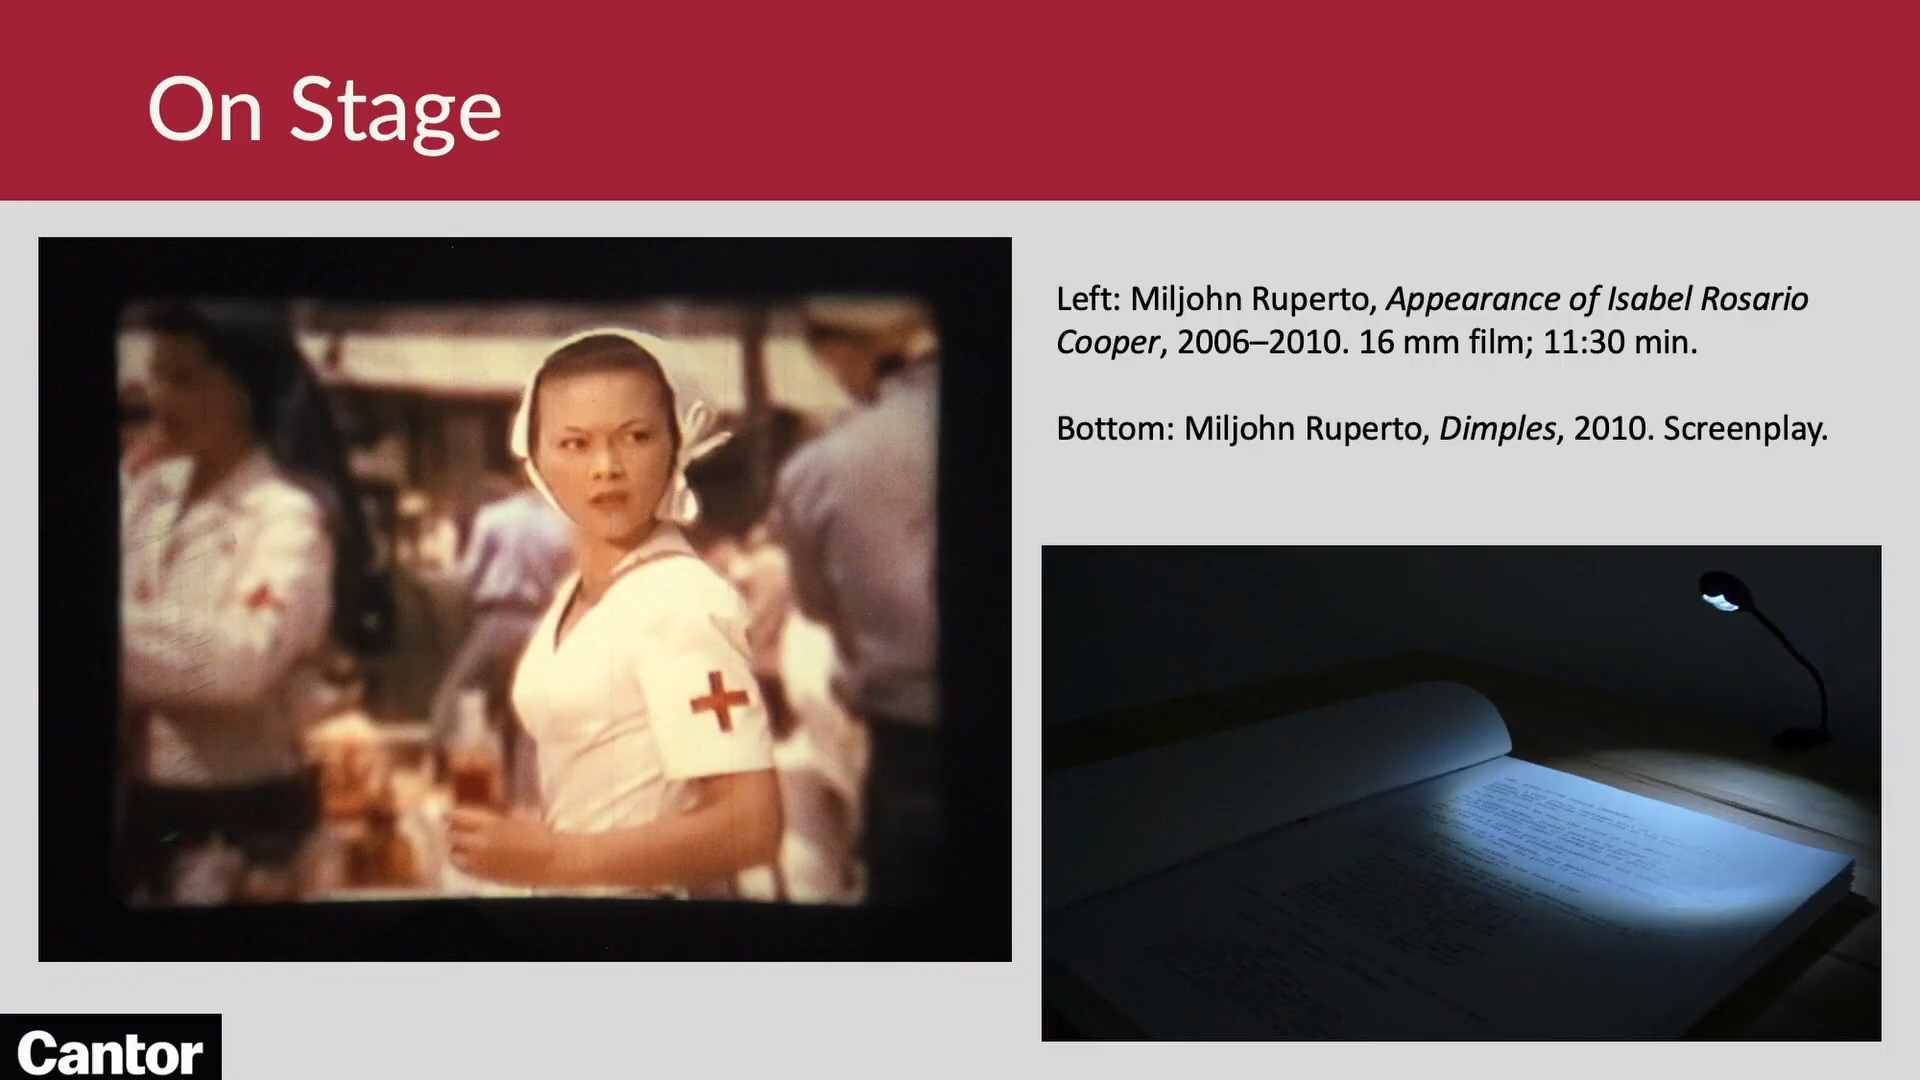 On Stage
Left: Miljohn Ruperto, Appearance of Isabel Rosario
Cooper, 2006–2010. 16 mm film; 11:30 min.
Bottom: Miljohn Ruperto, Dimples, 2010. Screenplay.
Cantor